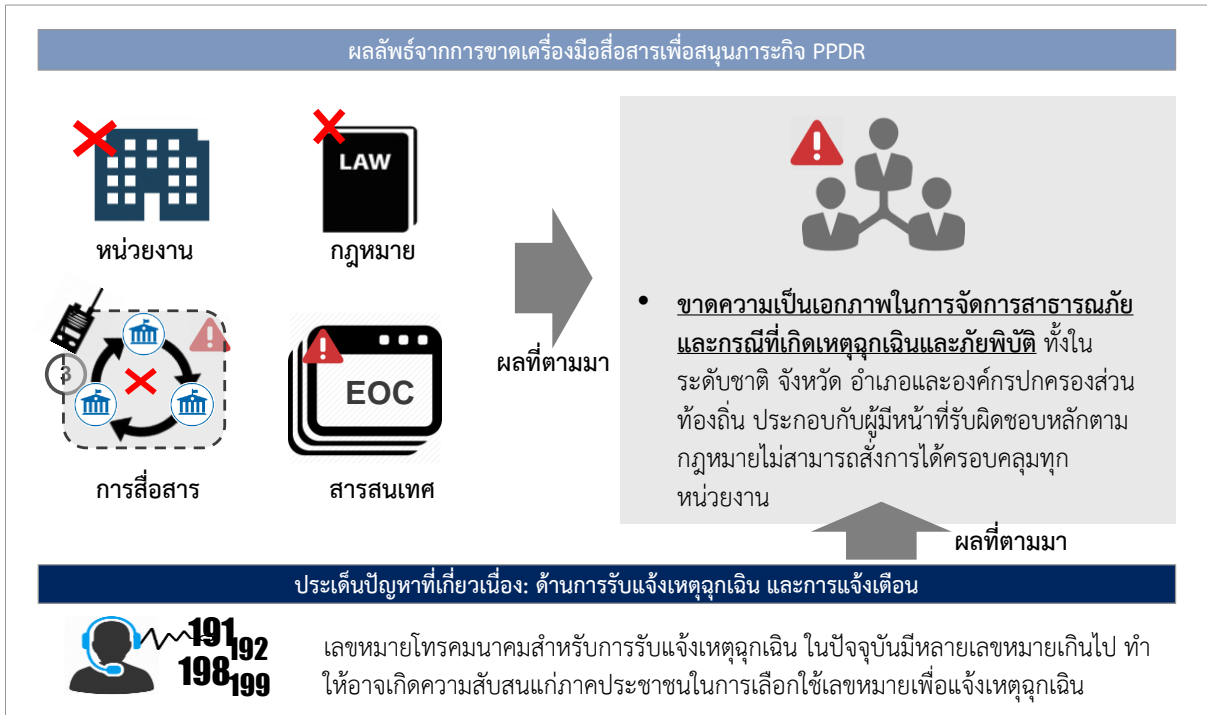 ผลลัพธ์จากการขาดเครื่องมือสื่อสารเพื่อสนุนภาระกิจ PPDR
LAW
หน่วยงาน
กฎหมาย
3
EOC
การสื่อสาร
สารสนเทศ
ผลที่ตามมา
• ขาดความเป็นเอกภาพในการจัดการสาธารณภัย
และกรณีที่เกิดเหตุฉุกเฉินและภัยพิบัติ ทั้งใน
ระดับชาติ จังหวัด อำเภอและองค์กรปกครองส่วน
ท้องถิ่น ประกอบกับผู้มีหน้าที่รับผิดชอบหลักตาม
กฎหมายไม่สามารถสั่งการได้ครอบคลุมทุก
หน่วยงาน
ผลที่ตามมา
ประเด็นปัญหาที่เกี่ยวเนื่อง: ด้านการรับแจ้งเหตุฉุกเฉิน และการแจ้งเตือน
191
192
198
199
เลขหมายโทรคมนาคมสำหรับการรับแจ้งเหตุฉุกเฉิน ในปัจจุบันมีหลายเลขหมายเกินไป ทำ
ให้อาจเกิดความสับสนแก่ภาคประชาชนในการเลือกใช้เลขหมายเพื่อแจ้งเหตุฉุกเฉิน